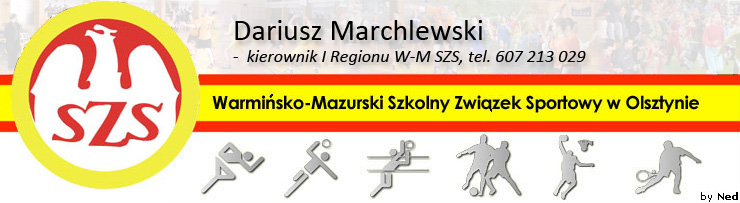 Dariusz Marchlewski
- kierownik I Regionu W-M SZS, tel. 607 213 029
SZS
Warmińsko-Mazurski Szkolny Związek Sportowy w Olsztynie
by Ned